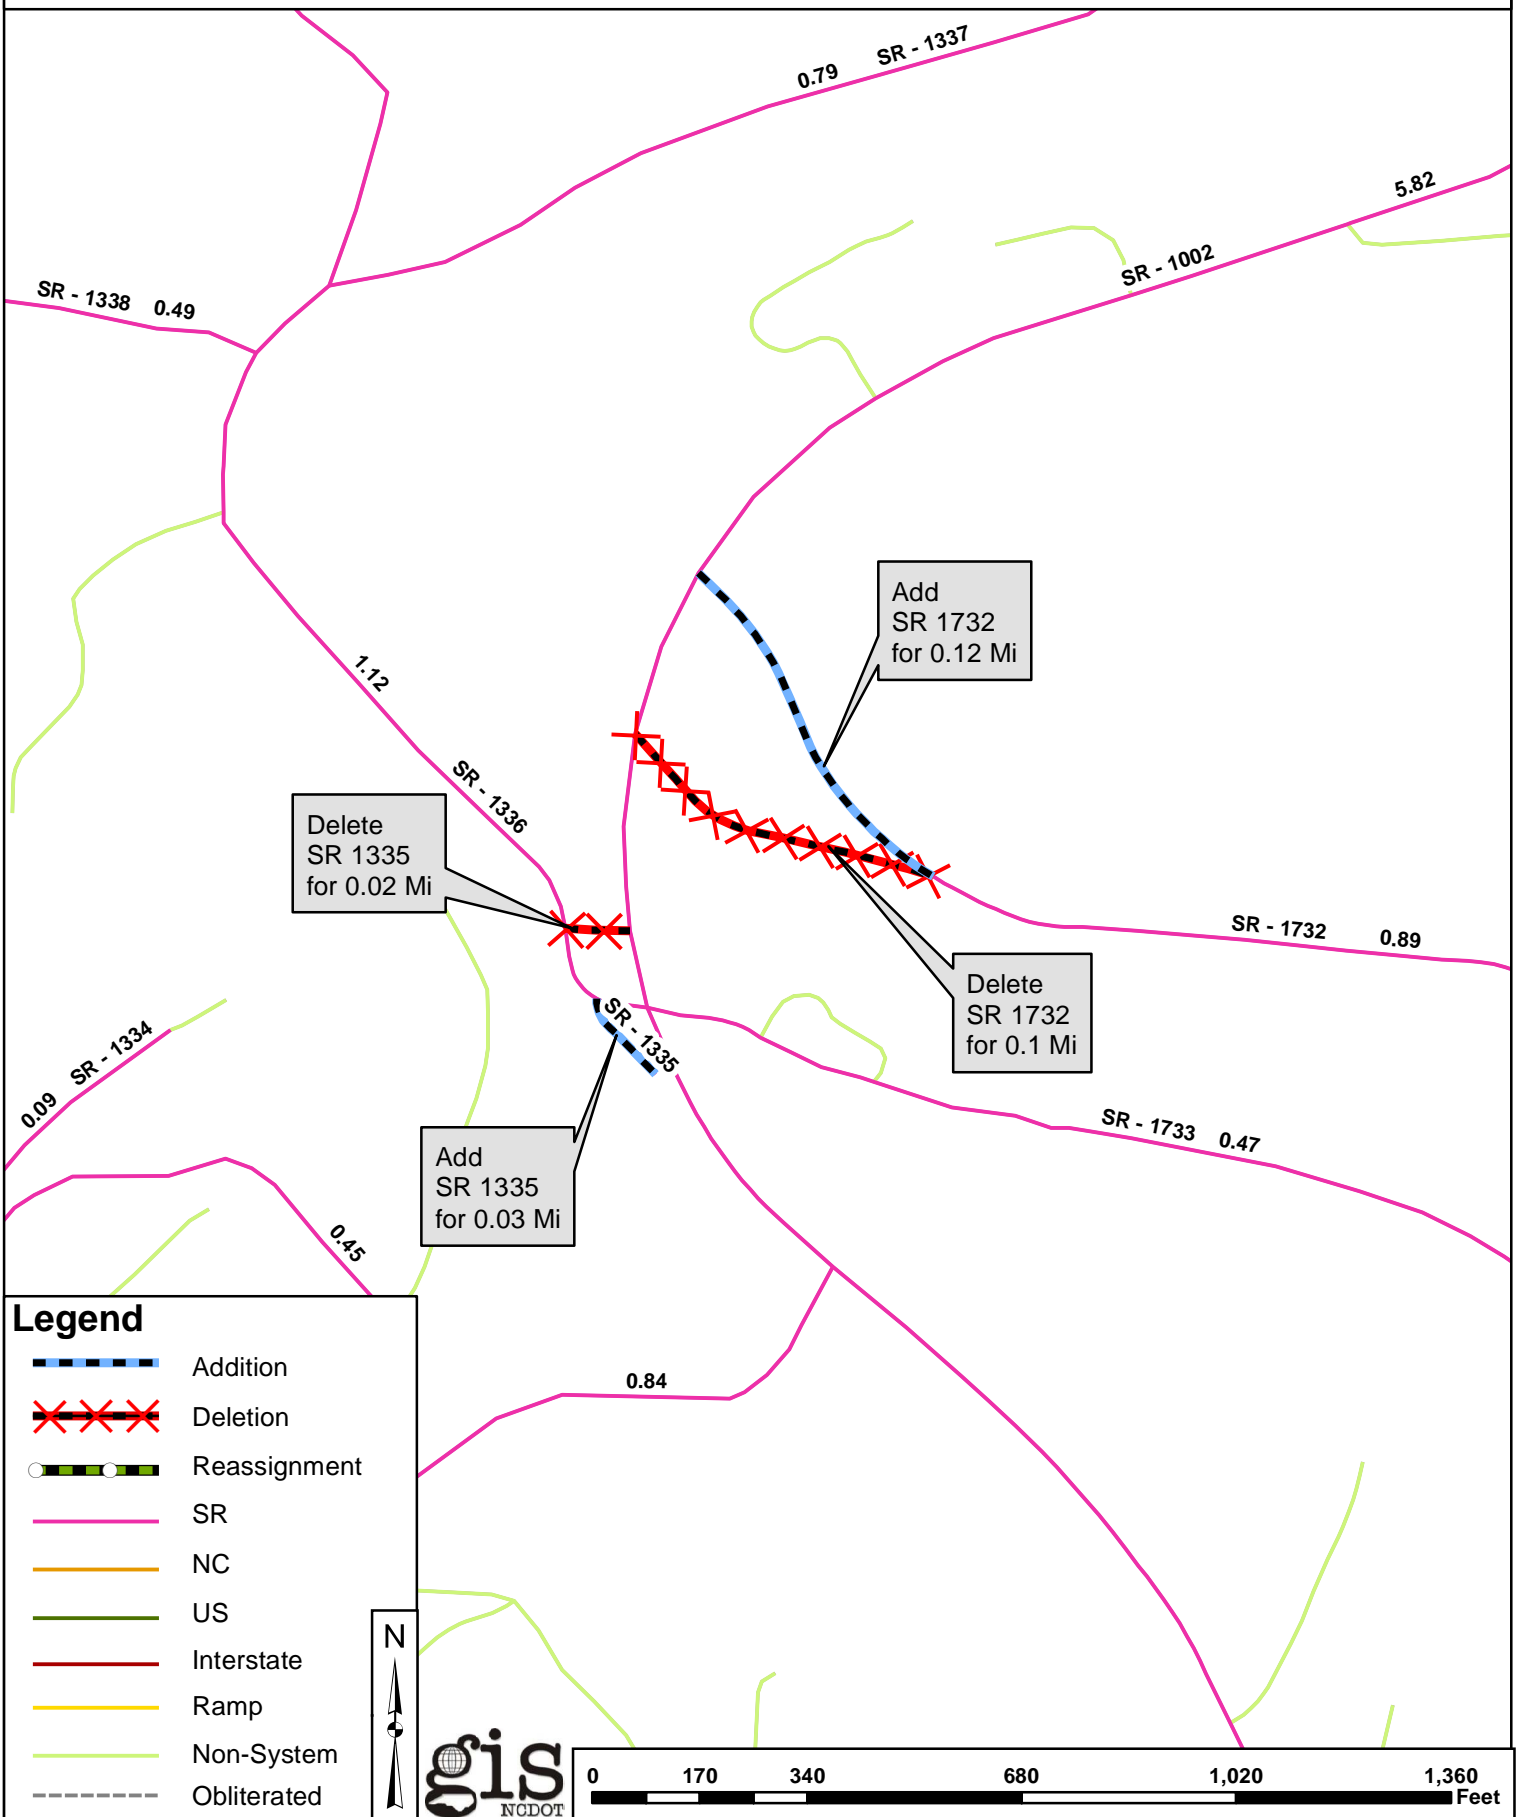 0.79 SR - 1337
5.82
SR - 1002
SR - 1338 0.49
Add
SR 1732
for 0.12 Mi
1.12
SR - 1336
Delete
SR 1335
for 0.02 Mi
SR - 1732 0.89
Delete
SR 1732
for 0.1 Mi
SR - 1335
0.09 SR - 1334
SR - 1733 0.47
Add
SR 1335
for 0.03 Mi
0.45
0.84
Legend
Addition
Deletion
Reassignment
SR
NC
US
Interstate
Ramp
Non-System
Obliterated
N
gis
NCDOT
0 170 340 680 1,020 1,360
Feet